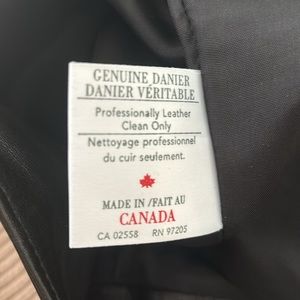 GENUINE DANIER
DANIER VÉRITABLE
Professionally Leather
Clean Only
Nettoyage professionnel
du cuir seulement.
MADE IN /FAIT AU
CANADA
CA 02558 RN 97205